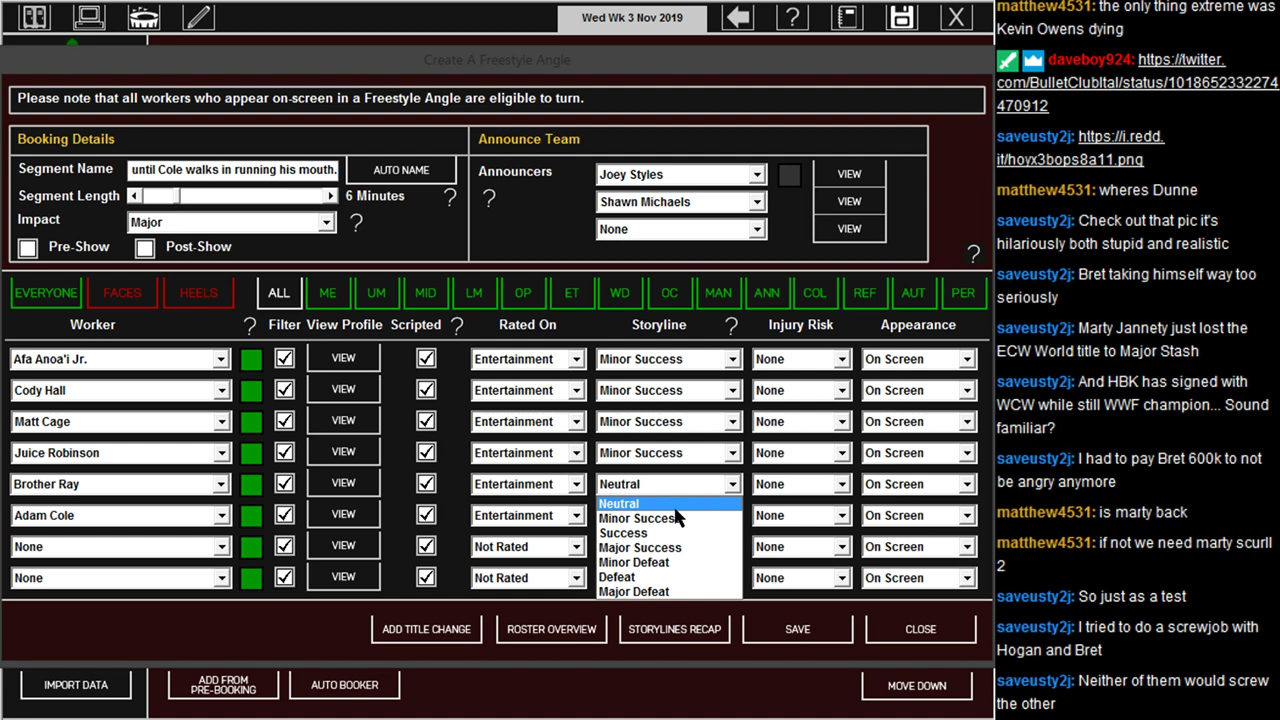 Wed Wk 3 Nov 2019
?
X
Create A Freestyle Angle
Please note that all workers who appear on-screen in a Freestyle Angle are eligible to turn.
Booking Details
Segment Name until Cole walks in running his mouth. AUTO NAME
Segment Length 6 Minutes ?
Impact Major ?
Pre-Show Post-Show
Announce Team
Announcers Joey Styles VIEW
? Shawn Michaels VIEW
None VIEW
?
EVERYONE FACES HEELS ALL ME UM MID LM OP ET WD OC MAN ANN COL REF AUT PER
Worker ? Filter View Profile Scripted ? Rated On Storyline ? Injury Risk Appearance
Afa Anoa'i Jr. VIEW Entertainment Minor Success None On Screen
Cody Hall VIEW Entertainment Minor Success None On Screen
Matt Cage VIEW Entertainment Minor Success None On Screen
Juice Robinson VIEW Entertainment Minor Success None On Screen
Brother Ray VIEW Entertainment Neutral None On Screen
Adam Cole VIEW Entertainment None On Screen
None VIEW Not Rated None On Screen
None VIEW Not Rated None On Screen
Neutral
Minor Success
Success
Major Success
Minor Defeat
Defeat
Major Defeat
ADD TITLE CHANGE ROSTER OVERVIEW STORYLINES RECAP SAVE CLOSE
IMPORT DATA ADD FROM
PRE-BOOKING AUTO BOOKER MOVE DOWN
matthew4531: the only thing extreme was
Kevin Owens dying
daveboy924: https://twitter.
com/BulletClubItal/status/1018652332274
470912
saveusty2j: https://i.redd.
it/hoyx3bops8a11.png
matthew4531: wheres Dunne
saveusty2j: Check out that pic it's
hilariously both stupid and realistic
saveusty2j: Bret taking himself way too
seriously
saveusty2j: Marty Jannety just lost the
ECW World title to Major Stash
saveusty2j: And HBK has signed with
WCW while still WWF champion... Sound
familiar?
saveusty2j: I had to pay Bret 600k to not
be angry anymore
matthew4531: is marty back
matthew4531: if not we need marty scurll
2
saveusty2j: So just as a test
saveusty2j: I tried to do a screwjob with
Hogan and Bret
saveusty2j: Neither of them would screw
the other